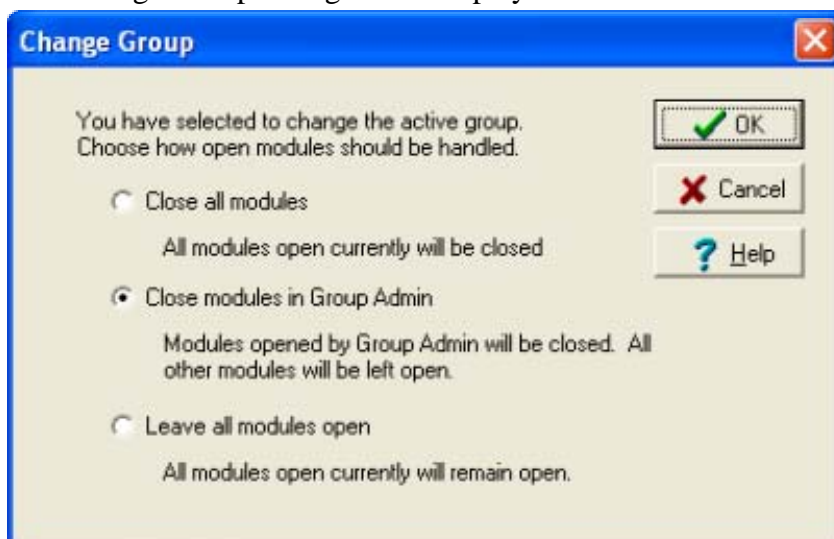 Change Group
You have selected to change the active group.
Choose how open modules should be handled.
OK
Cancel
Help
Close all modules
All modules open currently will be closed
Close modules in Group Admin
Modules opened by Group Admin will be closed. All
other modules will be left open.
Leave all modules open
All modules open currently will remain open.